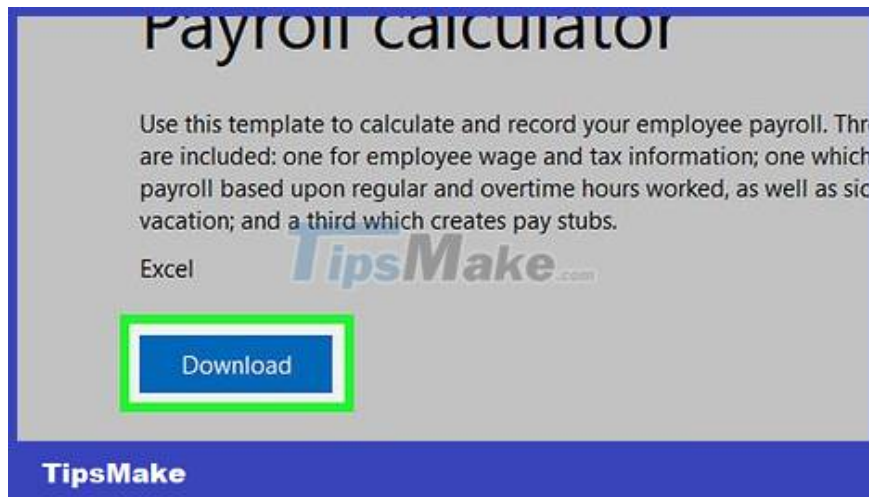 Payroll calculator
Use this template to calculate and record your employee payroll. Thr
are included: one for employee wage and tax information; one which
payroll based upon regular and overtime hours worked, as well as sic
vacation; and a third which creates pay stubs.
TipsMake.com
Excel
Download
TipsMake